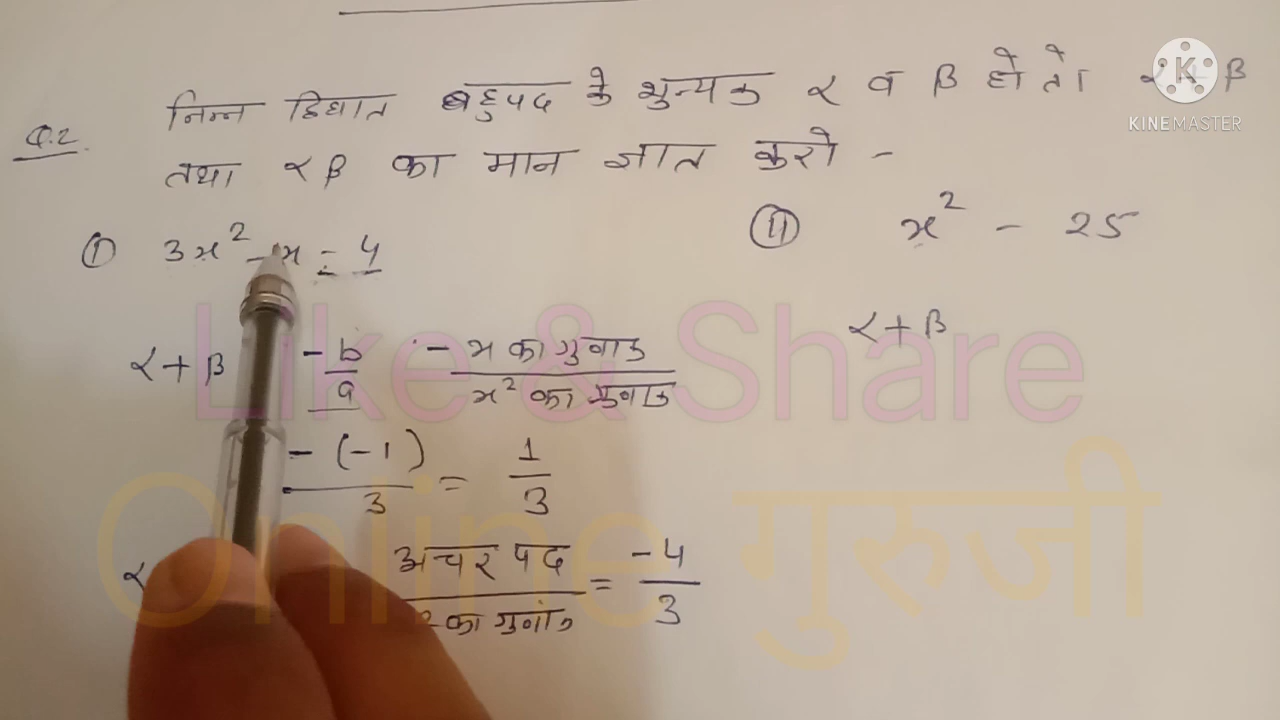 Q.2. निम्न द्विघात बहुपद के शुन्यक α व β हो तो α + β
तथा αβ का मान ज्ञात करो -
(I) 3x² - x - 4
(II) x² - 25
α + β - b/a - x का गुणांक / x² का गुणांक
- (-1) / 3 = 1/3
α अचर पद / 2 का गुणांक = -4/3
α + β
KINEMASTER
Like & Share
Online गुरुजी